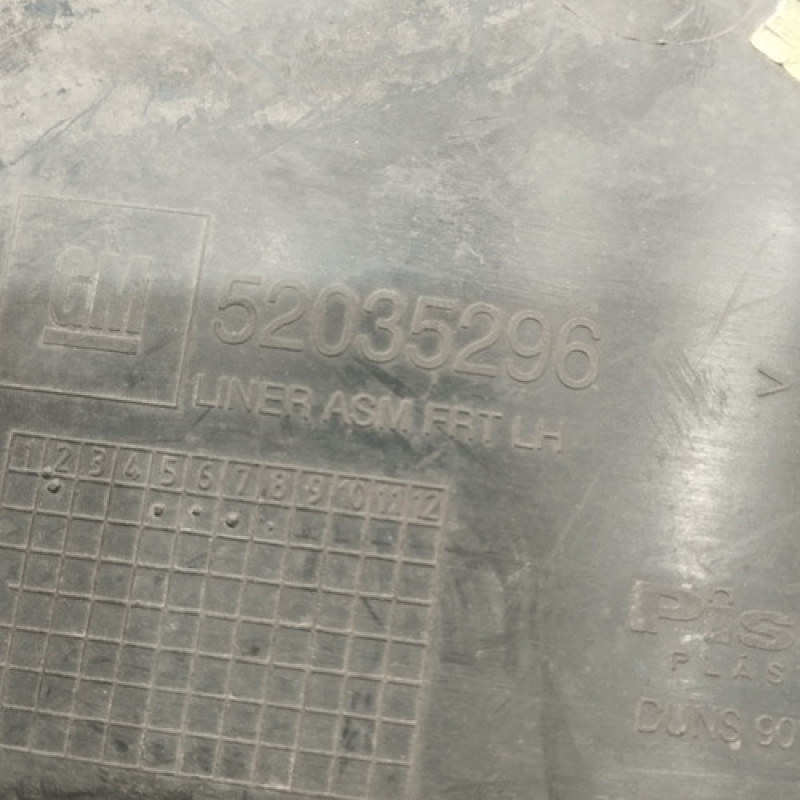 GM
52035296
LINER ASM FRT LH
>
1 2 3 4 5 6 7 8 9 10 11 12
PLÁS
DUNS 90